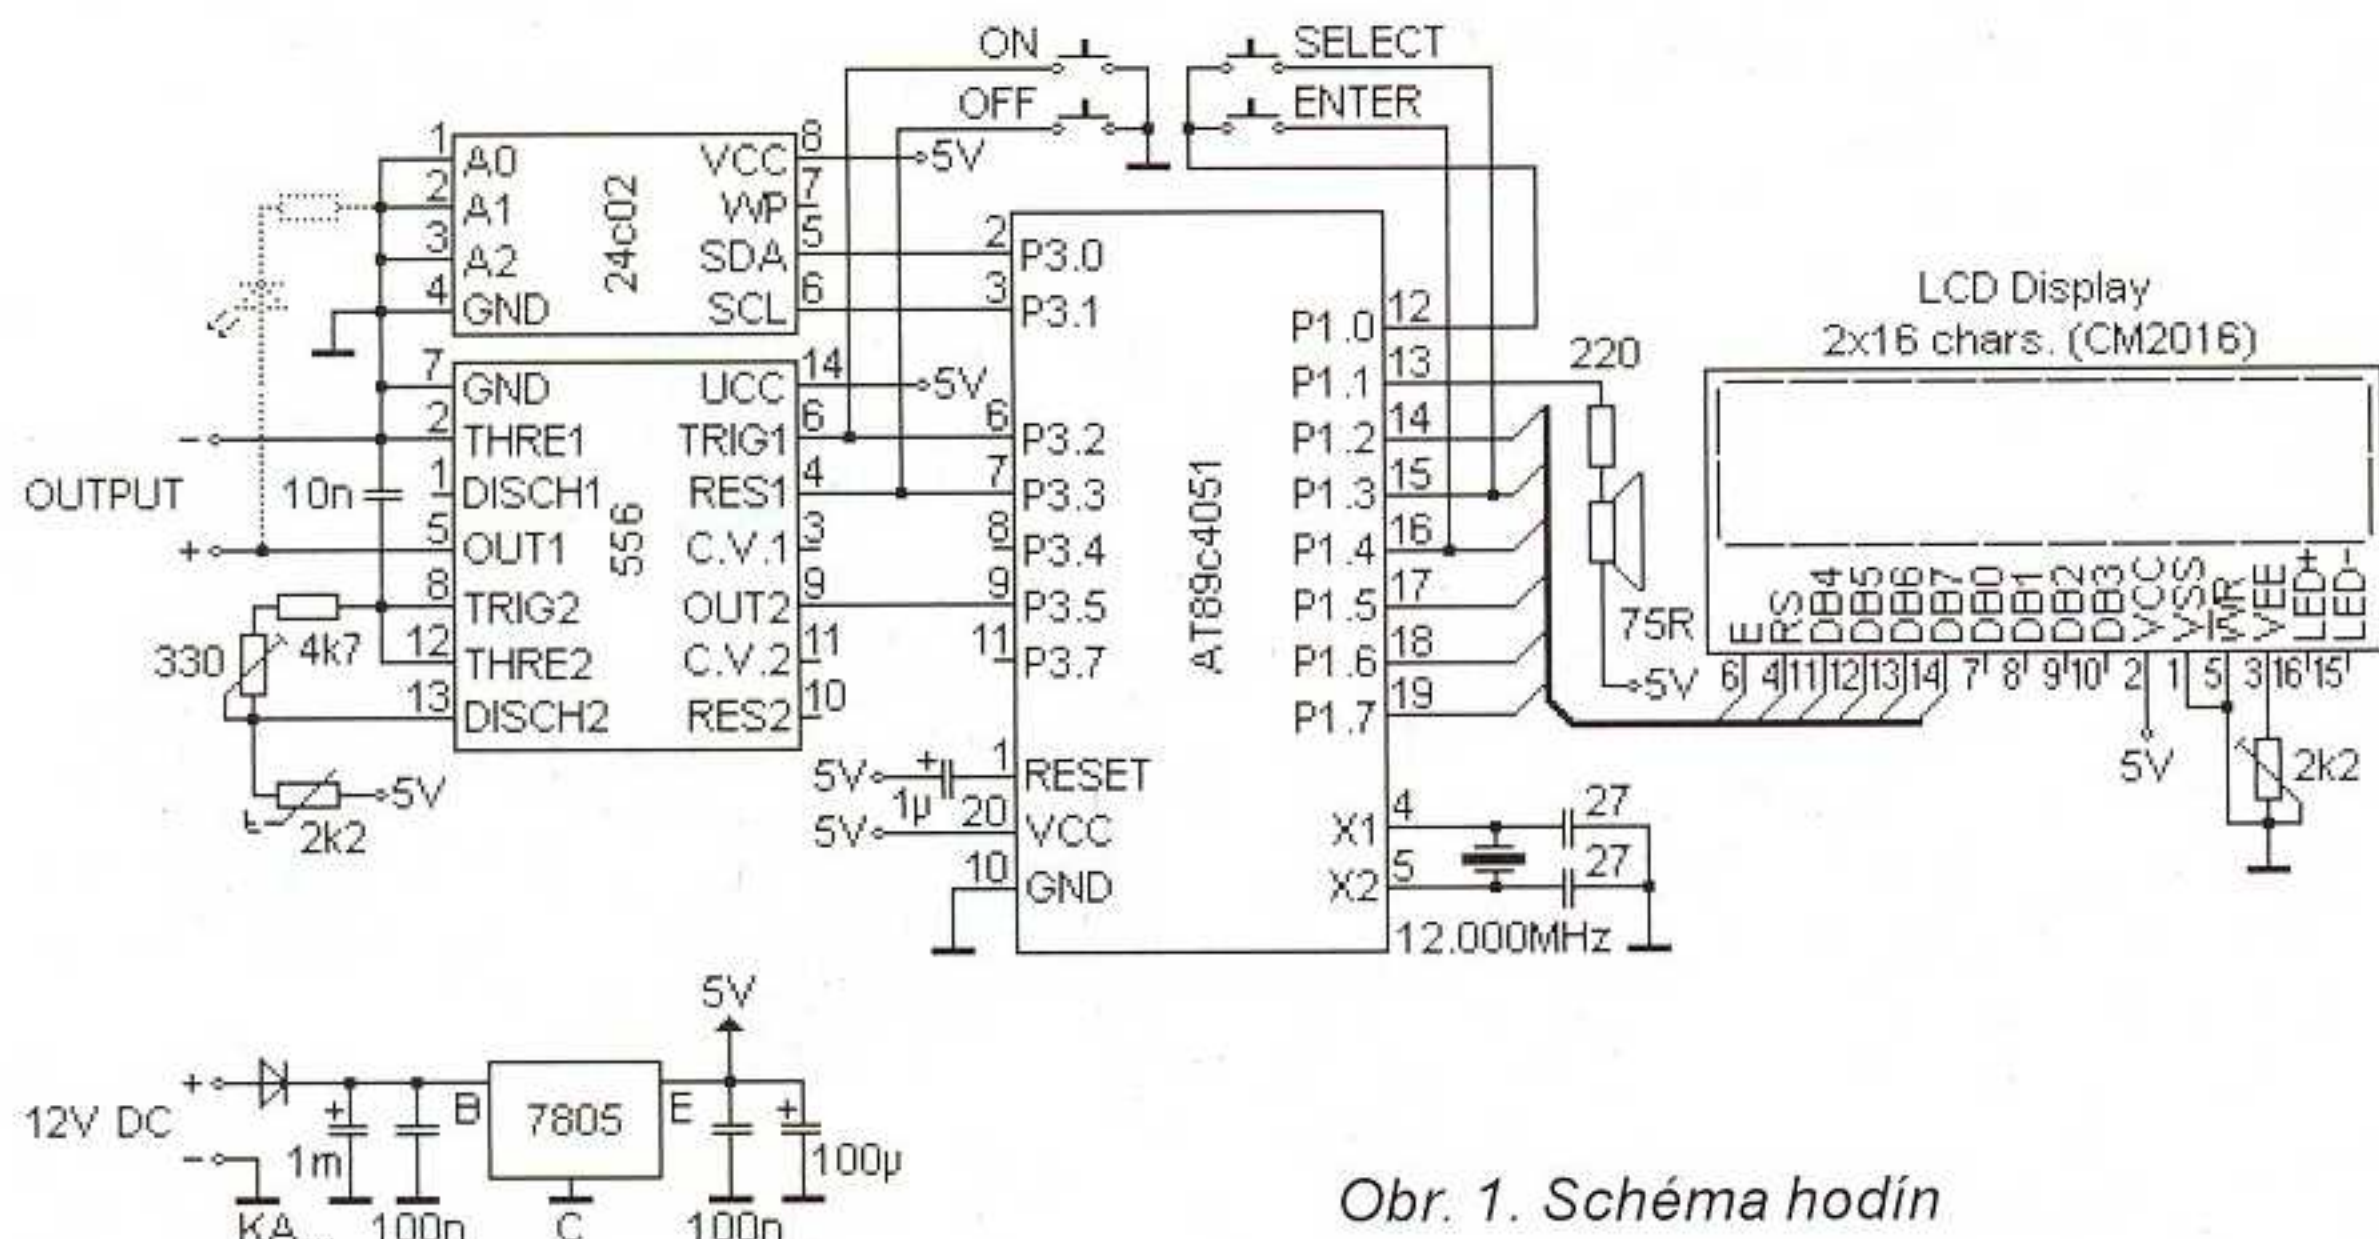 ON
SELECT
OFF
ENTER
1 A0
2 A1
3 A2
4 GND
24c02
VCC 8
5V
WP 7
SDA 5
SCL 6
7 GND
2 THRE1
1 DISCH1
5 OUT1
8 TRIG2
12 THRE2
13 DISCH2
556
UCC 14
5V
TRIG1 6
RES1 4
C.V.1 3
OUT2 9
C.V.2 11
RES2 10
-
OUTPUT
+
10n
330
4k7
5V
2k2
2 P3.0
3 P3.1
6 P3.2
7 P3.3
8 P3.4
9 P3.5
11 P3.7
5V + 1µ 1 RESET
5V 20 VCC
10 GND
AT89c4051
P1.0 12
P1.1 13
P1.2 14
P1.3 15
P1.4 16
P1.5 17
P1.6 18
P1.7 19
X1 4
X2 5
27
27
12.000MHz
220
75R
5V
LCD Display
2x16 chars. (CM2016)
E RS DB4 DB5 DB6 DB7 DB0 DB1 DB2 DB3 VCC VSS WR VEE LED+ LED-
6 4 11 12 13 14 7 8 9 10 2 1 5 3 16 15
5V
2k2
5V
+
12V DC
-
+
1m
B
7805
E
+
100µ
KA
100n
C
100n
Obr. 1. Schéma hodín